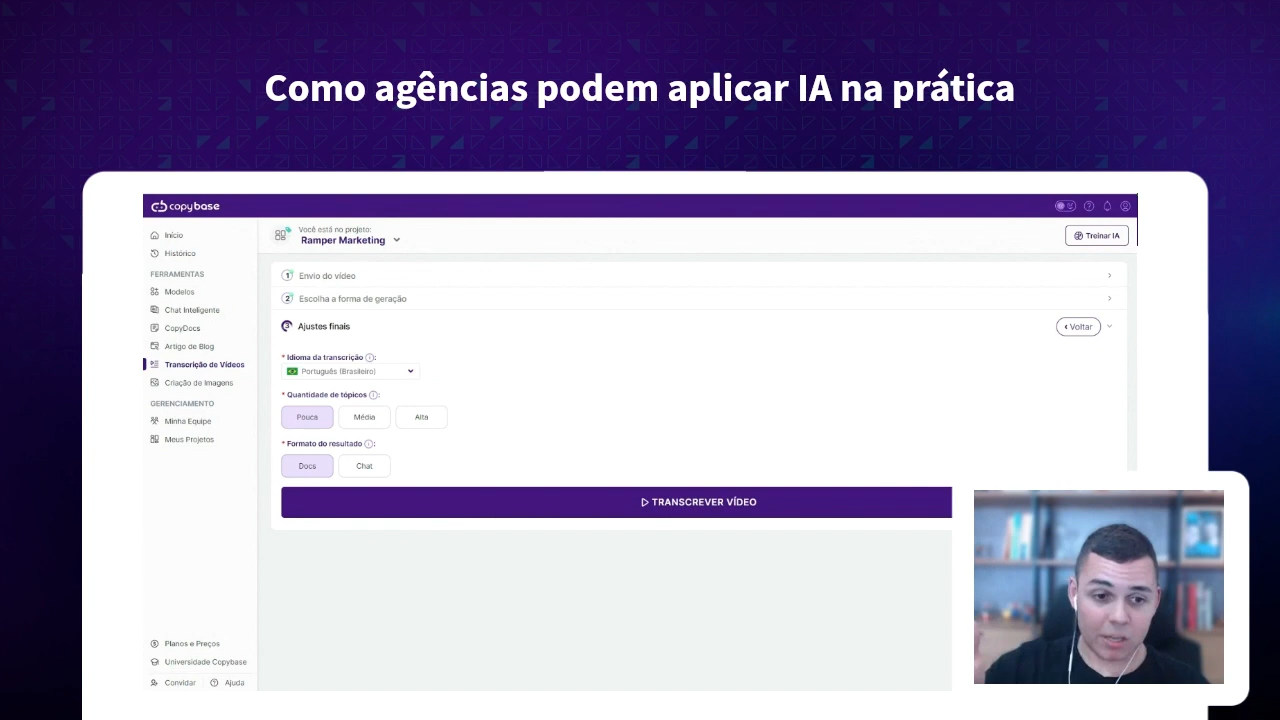 Como agências podem aplicar IA na prática
copybase
Você está no projeto:
Ramper Marketing
Treinar IA
Início
Histórico
FERRAMENTAS
Modelos
Chat Inteligente
CopyDocs
Artigo de Blog
Transcrição de Vídeos
Criação de Imagens
GERENCIAMENTO
Minha Equipe
Meus Projetos
Planos e Preços
Universidade Copybase
Convidar
Ajuda
1 Envio do vídeo
2 Escolha a forma de geração
3 Ajustes finais
Voltar
* Idioma da transcrição :
Português (Brasileiro)
* Quantidade de tópicos :
Pouca Média Alta
* Formato do resultado :
Docs Chat
TRANSCREVER VÍDEO